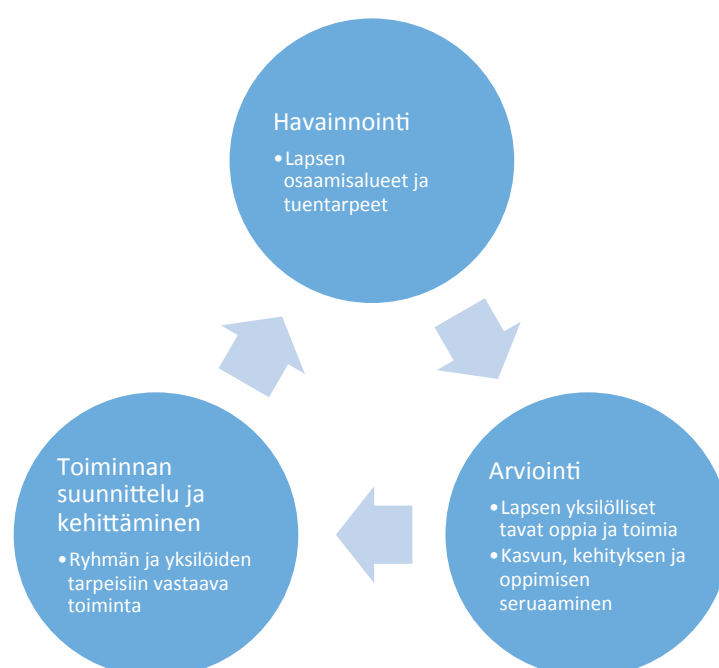 Havainnointi
•Lapsen
osaamisalueet ja
tuentarpeet
Arviointi
•Lapsen yksilölliset
tavat oppia ja toimia
•Kasvun, kehityksen ja
oppimisen
seruaaminen
Toiminnan
suunnittelu ja
kehittäminen
•Ryhmän ja yksilöiden
tarpeisiin vastaava
toiminta